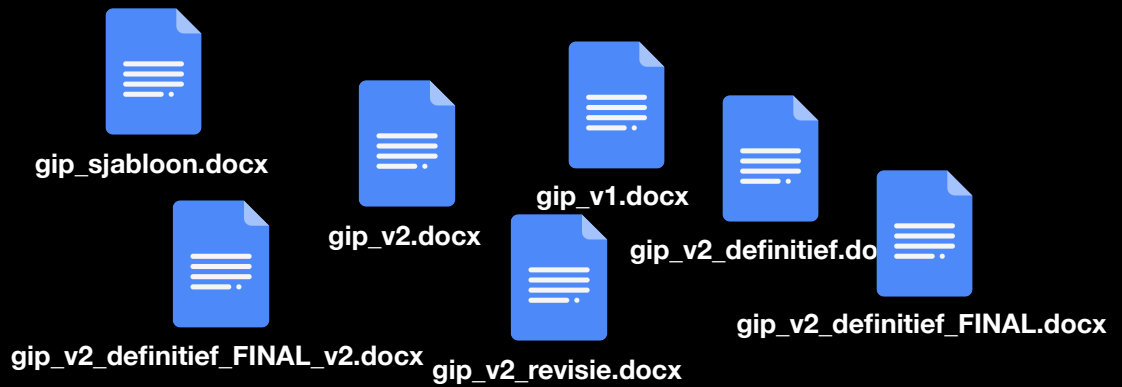 gip_sjabloon.docx
gip_v1.docx
gip_v2.docx
gip_v2_definitief.do
gip_v2_definitief_FINAL.docx
gip_v2_definitief_FINAL_v2.docx
gip_v2_revisie.docx